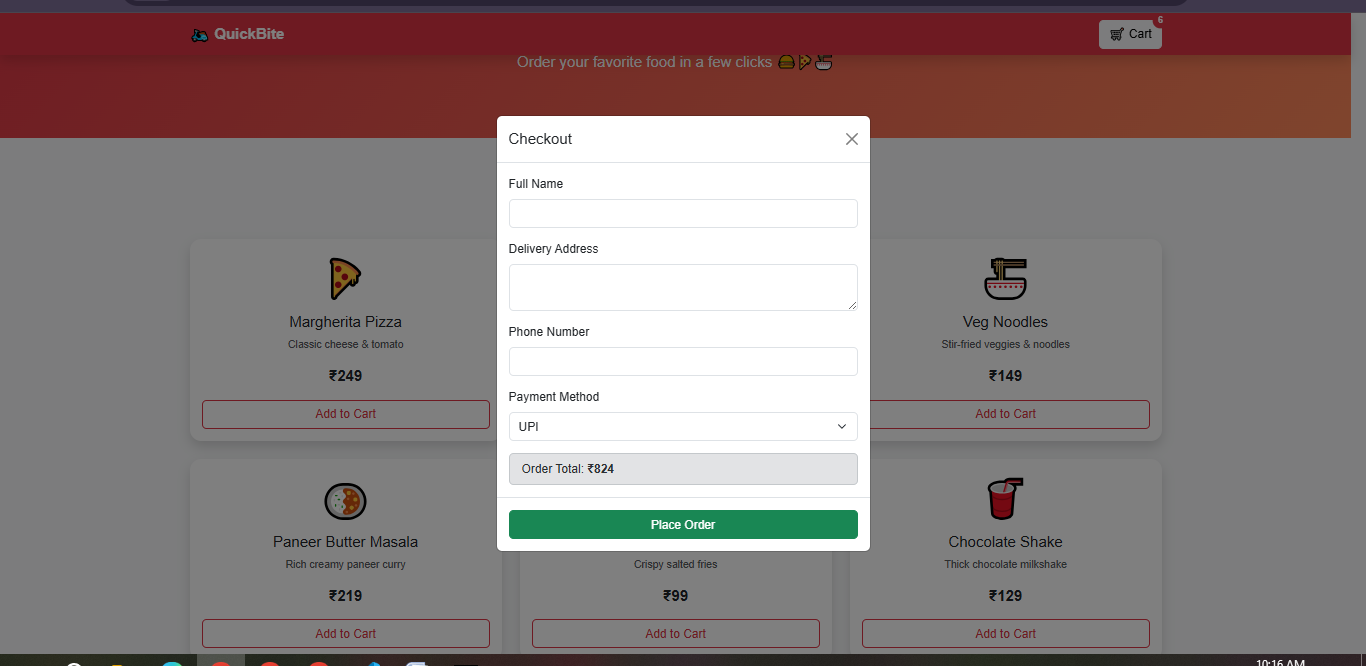 QuickBite
Cart 6
Order your favorite food in a few clicks
Checkout
Full Name
Delivery Address
Phone Number
Payment Method
UPI
Order Total: ₹824
Place Order
Margherita Pizza
Classic cheese & tomato
₹249
Add to Cart
Veg Noodles
Stir-fried veggies & noodles
₹149
Add to Cart
Paneer Butter Masala
Rich creamy paneer curry
₹219
Add to Cart
Crispy salted fries
₹99
Add to Cart
Chocolate Shake
Thick chocolate milkshake
₹129
Add to Cart
10:16 AM